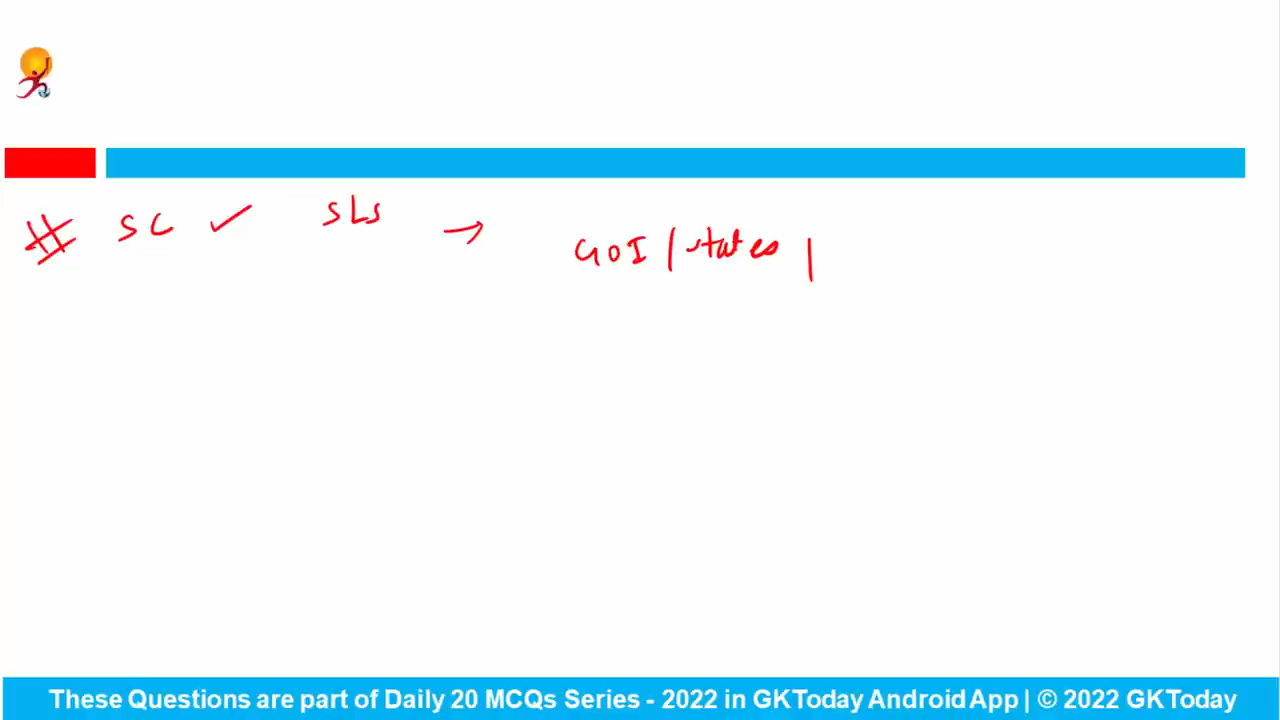 # SC ✓ SLS →
GOI / states |
These Questions are part of Daily 20 MCQs Series - 2022 in GKToday Android App | © 2022 GKToday